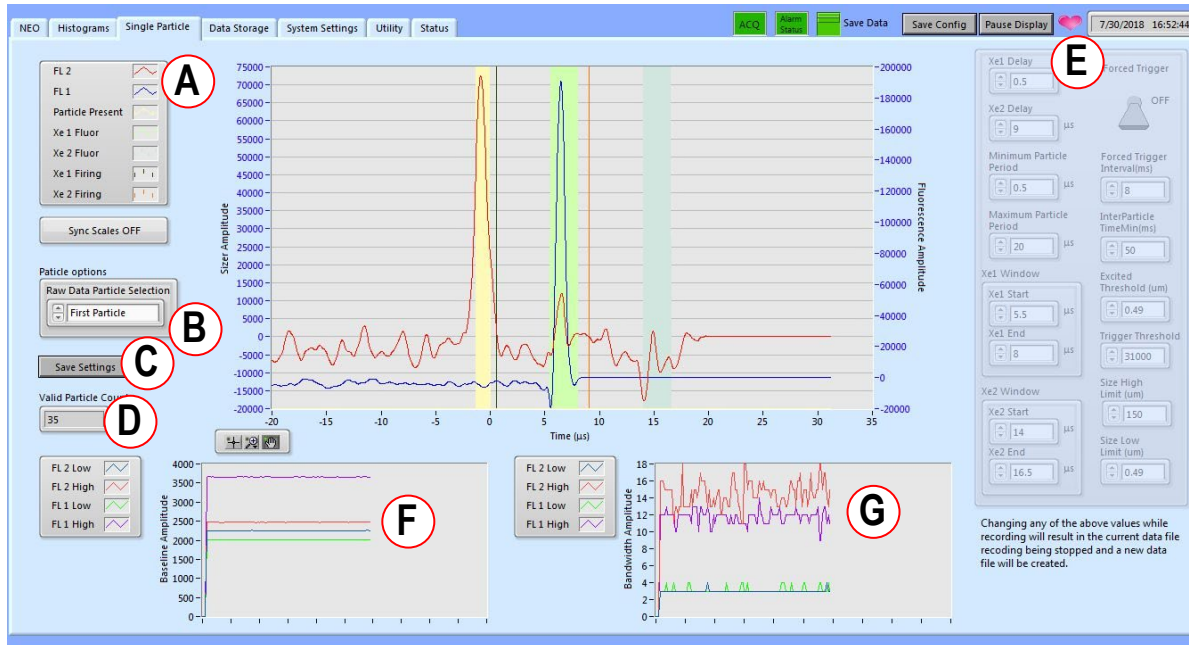 NEO Histograms Single Particle Data Storage System Settings Utility Status
ACQ Alarm Status Save Data Save Config Pause Display 7/30/2018 16:52:44
A
FL 2
FL 1
Particle Present
Xe 1 Fluor
Xe 2 Fluor
Xe 1 Firing
Xe 2 Firing
Sync Scales OFF
Paticle options
Raw Data Particle Selection
First Particle
B
Save Settings
C
Valid Particle Count
35
D
Sizer Amplitude
75000
70000
65000
60000
55000
50000
45000
40000
35000
30000
25000
20000
15000
10000
5000
0
-5000
-10000
-15000
-20000
-20 -15 -10 -5 0 5 10 15 20 25 30 35
Time (µs)
200000
180000
160000
140000
120000
100000
80000
60000
40000
20000
0
-20000
Fluorescence Amplitude
E
Xe1 Delay
0.5
Xe2 Delay
9 µs
Minimum Particle
Period
0.5 µs
Maximum Particle
Period
20 µs
Xe1 Window
Xe1 Start
5.5 µs
Xe1 End
8
Xe2 Window
Xe2 Start
14 µs
Xe2 End
16.5
Forced Trigger
OFF
Forced Trigger
Interval(ms)
8
InterParticle
TimeMin(ms)
50
Excited
Threshold (um)
0.49
Trigger Threshold
31000
Size High
Limit (um)
150
Size Low
Limit (um)
0.49
Changing any of the above values while
recording will result in the current data file
recoding being stopped and a new data
file will be created.
FL 2 Low
FL 2 High
FL 1 Low
FL 1 High
Baseline Amplitude
4000
3500
3000
2500
2000
1500
1000
500
0
F
FL 2 Low
FL 2 High
FL 1 Low
FL 1 High
Bandwidth Amplitude
18
16
14
12
10
8
6
4
2
0
G